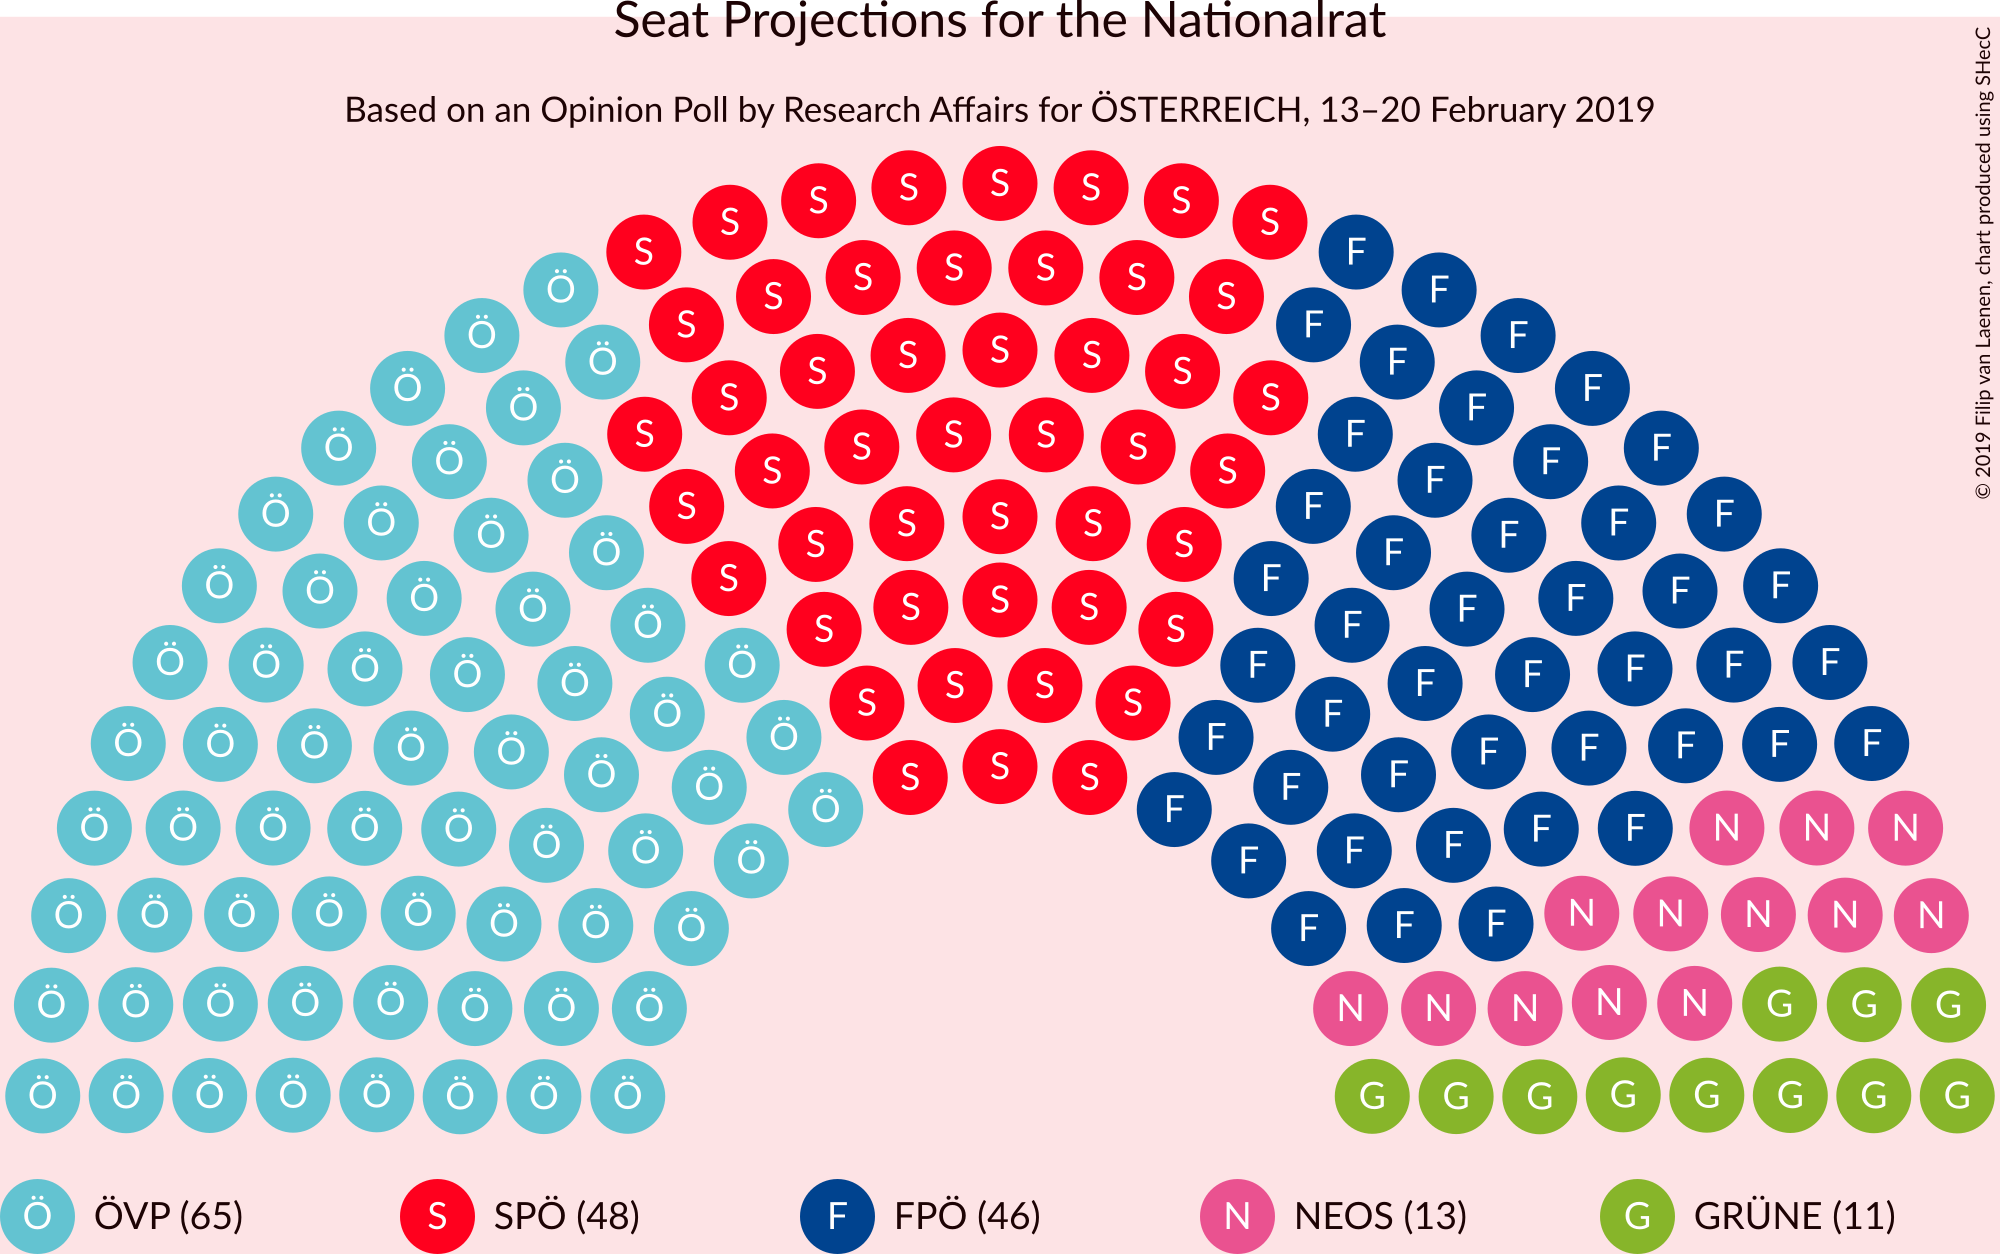 Seat Projections for the Nationalrat
Based on an Opinion Poll by Research Affairs for ÖSTERREICH, 13–20 February 2019
© 2019 Filip van Laenen, chart produced using SHecC
S S S S S S S S
S F
Ö S S S S S S F
Ö S S F F
Ö Ö S S S S S F F
Ö Ö S S S F F F
Ö Ö S S S S F F F
Ö Ö Ö S S S S F F F F
Ö Ö Ö S S S S S F F F F
Ö Ö Ö Ö S S S S F F F F
Ö Ö Ö Ö Ö S S F F F F F
Ö Ö Ö Ö Ö Ö S S S S F F F F F F
Ö Ö Ö Ö Ö Ö Ö S S S F F F F F F F
Ö Ö Ö Ö Ö Ö Ö Ö Ö F F F F F F N N N
Ö Ö Ö Ö Ö Ö Ö Ö F F F N N N N N
Ö Ö Ö Ö Ö Ö Ö Ö N N N N N G G G
Ö Ö Ö Ö Ö Ö Ö Ö G G G G G G G G
Ö ÖVP (65) S SPÖ (48) F FPÖ (46) N NEOS (13) G GRÜNE (11)